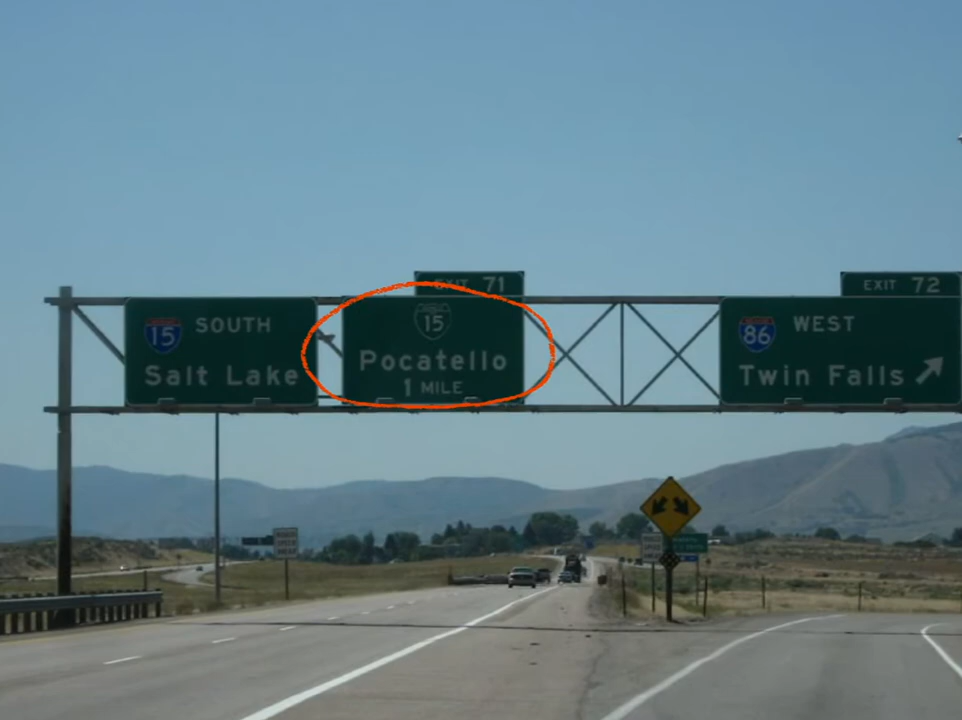 SOUTH
15
Salt Lake
EXIT 71
15
Pocatello
1 MILE
EXIT 72
WEST
86
Twin Falls